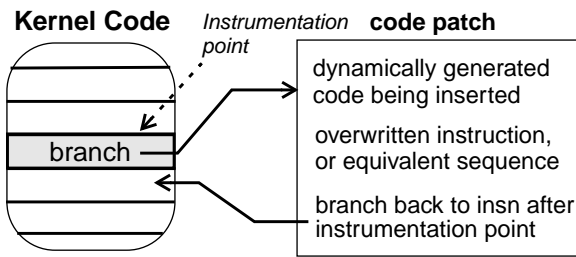 Kernel Code
Instrumentation
point
code patch
branch
dynamically generated
code being inserted
overwritten instruction,
or equivalent sequence
branch back to insn after
instrumentation point